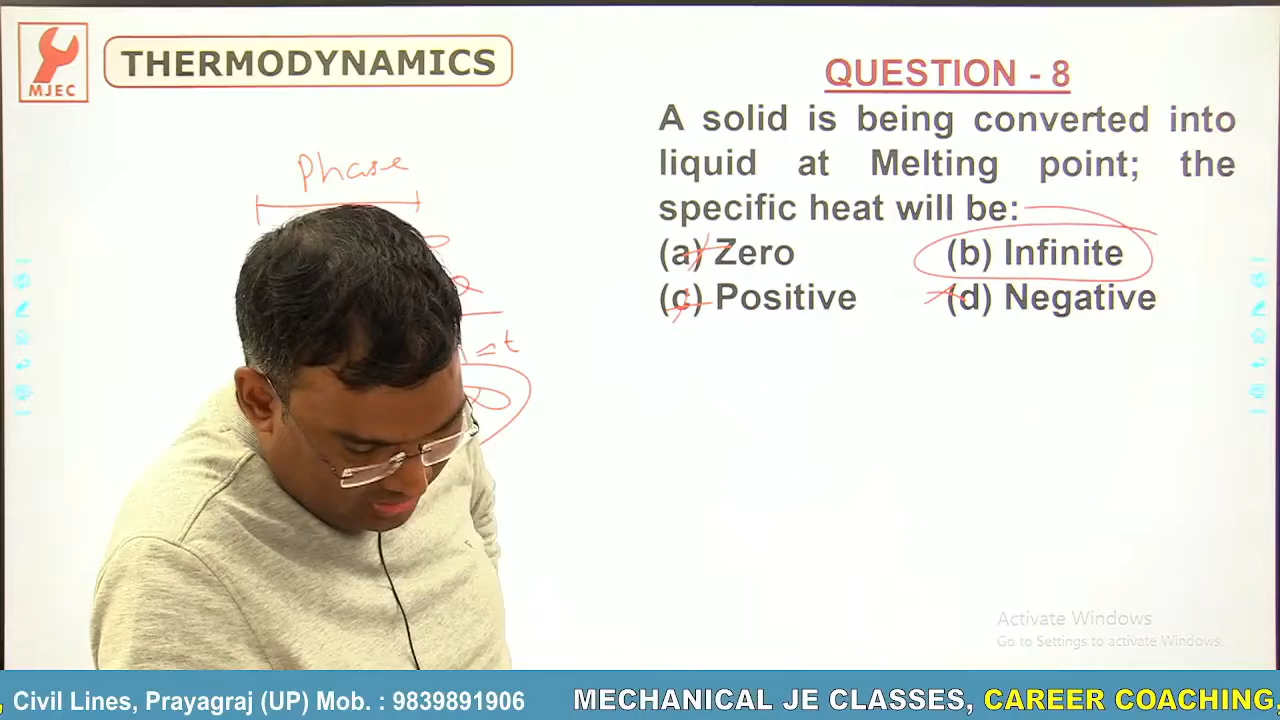 MJEC
THERMODYNAMICS
QUESTION - 8
A solid is being converted into
liquid at Melting point; the
specific heat will be:
(a) Zero (b) Infinite
(c) Positive (d) Negative
Phase
Activate Windows
Go to Settings to activate Windows.
, Civil Lines, Prayagraj (UP) Mob. : 9839891906 MECHANICAL JE CLASSES, CAREER COACHING,